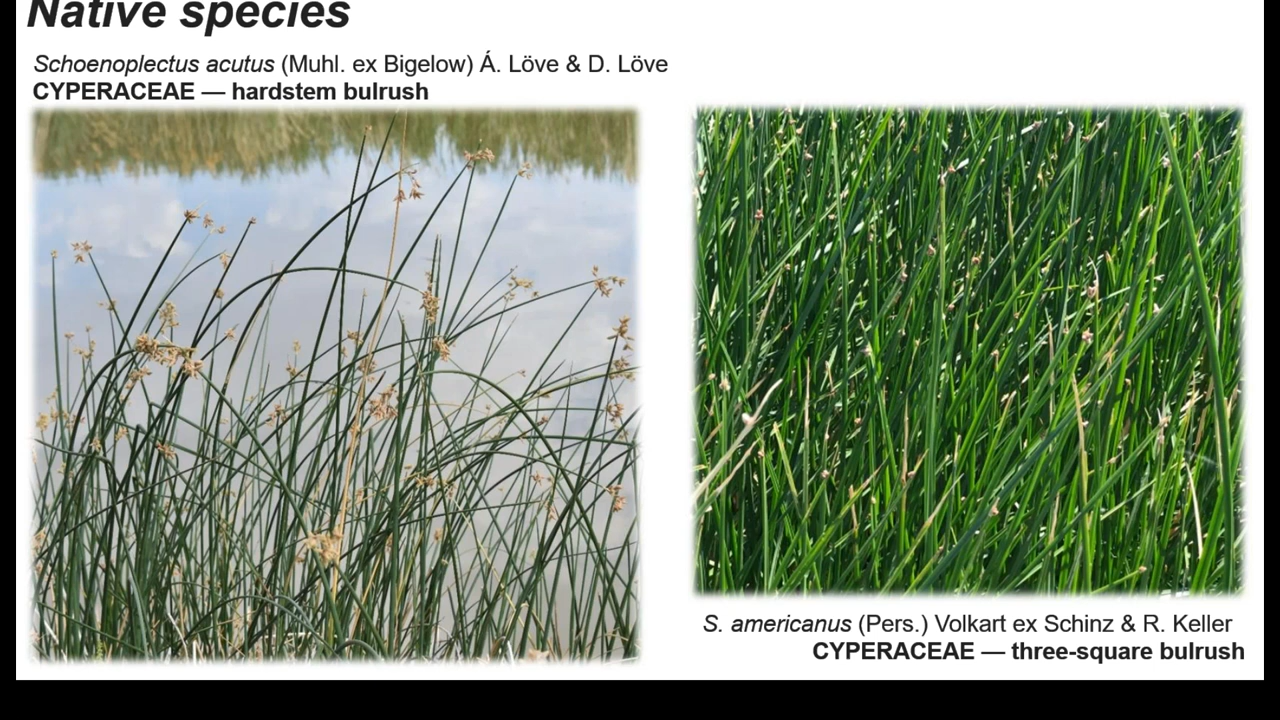 Native species
Schoenoplectus acutus (Muhl. ex Bigelow) Á. Löve & D. Löve
CYPERACEAE — hardstem bulrush
S. americanus (Pers.) Volkart ex Schinz & R. Keller
CYPERACEAE — three-square bulrush